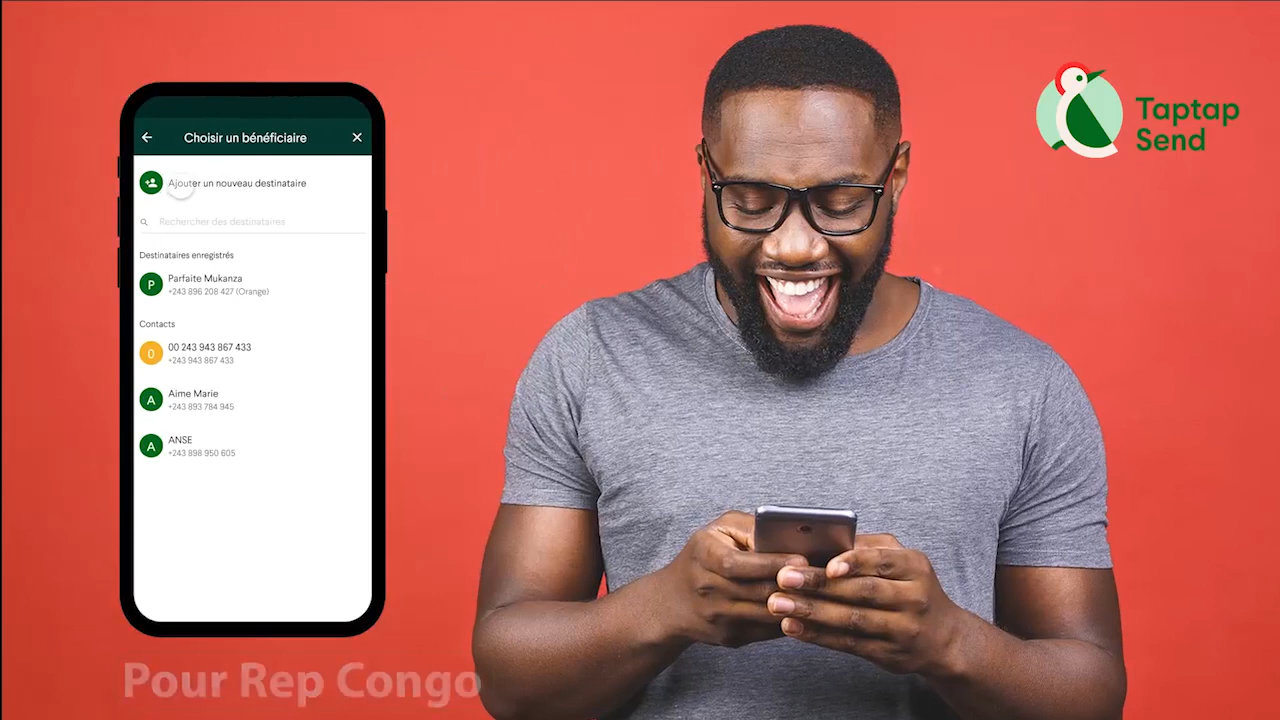 Choisir un bénéficiaire
Ajouter un nouveau destinataire
Rechercher des destinataires
Destinataires enregistrés
P
Parfaite Mukanza
+243 896 208 427 (Orange)
Contacts
0
00 243 943 867 433
+243 943 867 433
A
Aime Marie
+243 893 784 945
A
ANSE
+243 898 950 605
Taptap
Send
Pour Rep Congo